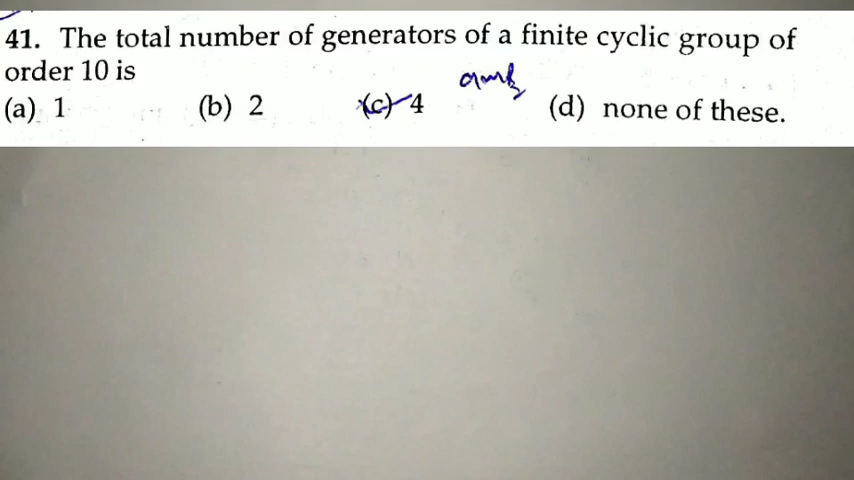 41. The total number of generators of a finite cyclic group of
order 10 is
(a) 1 (b) 2 (c) 4 (d) none of these.